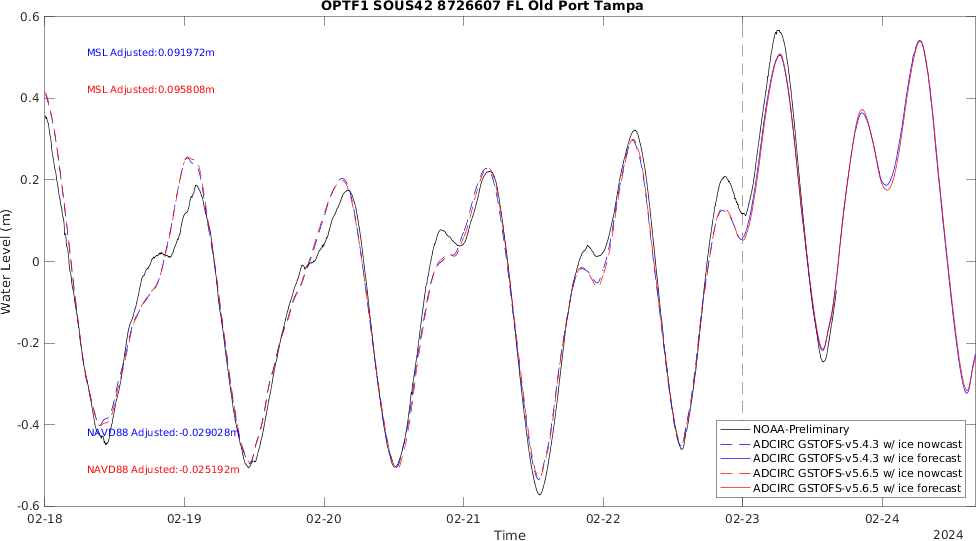 OPTF1 SOUS42 8726607 FL Old Port Tampa
0.6
MSL Adjusted:0.091972m
MSL Adjusted:0.095808m
0.4
0.2
0
-0.2
-0.4
-0.6
Water Level (m)
NAVD88 Adjusted:-0.029028m
NAVD88 Adjusted:-0.025192m
NOAA-Preliminary
ADCIRC GSTOFS-v5.4.3 w/ ice nowcast
ADCIRC GSTOFS-v5.4.3 w/ ice forecast
ADCIRC GSTOFS-v5.6.5 w/ ice nowcast
ADCIRC GSTOFS-v5.6.5 w/ ice forecast
02-18 02-19 02-20 02-21 02-22 02-23 02-24
Time
2024